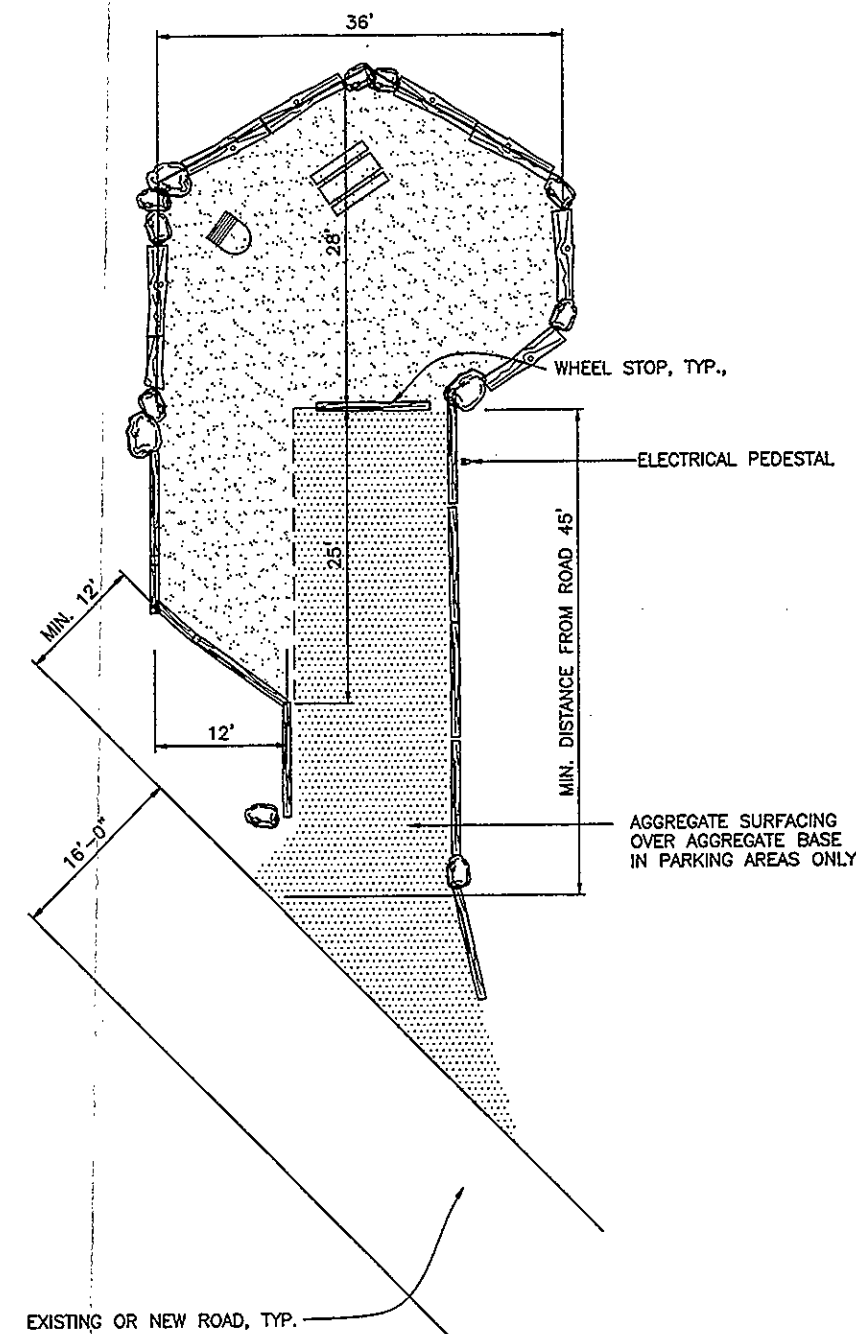 36'
28'
WHEEL STOP, TYP.,
ELECTRICAL PEDESTAL
MIN. DISTANCE FROM ROAD 45'
25'
MIN. 12'
12'
16'-0"
AGGREGATE SURFACING
OVER AGGREGATE BASE
IN PARKING AREAS ONLY
EXISTING OR NEW ROAD, TYP.